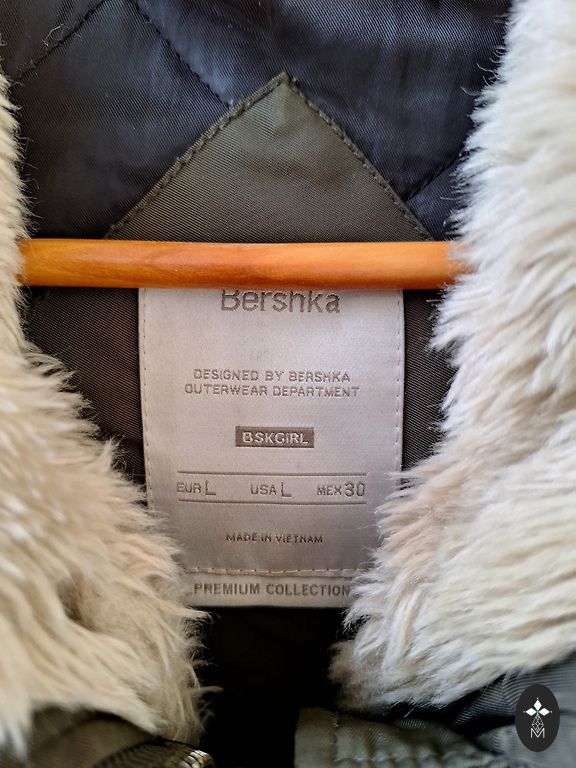 Bershka
DESIGNED BY BERSHKA
OUTERWEAR DEPARTMENT
BSKGIRL
EUR L USA L MEX 30
MADE IN VIETNAM
PREMIUM COLLECTION
M